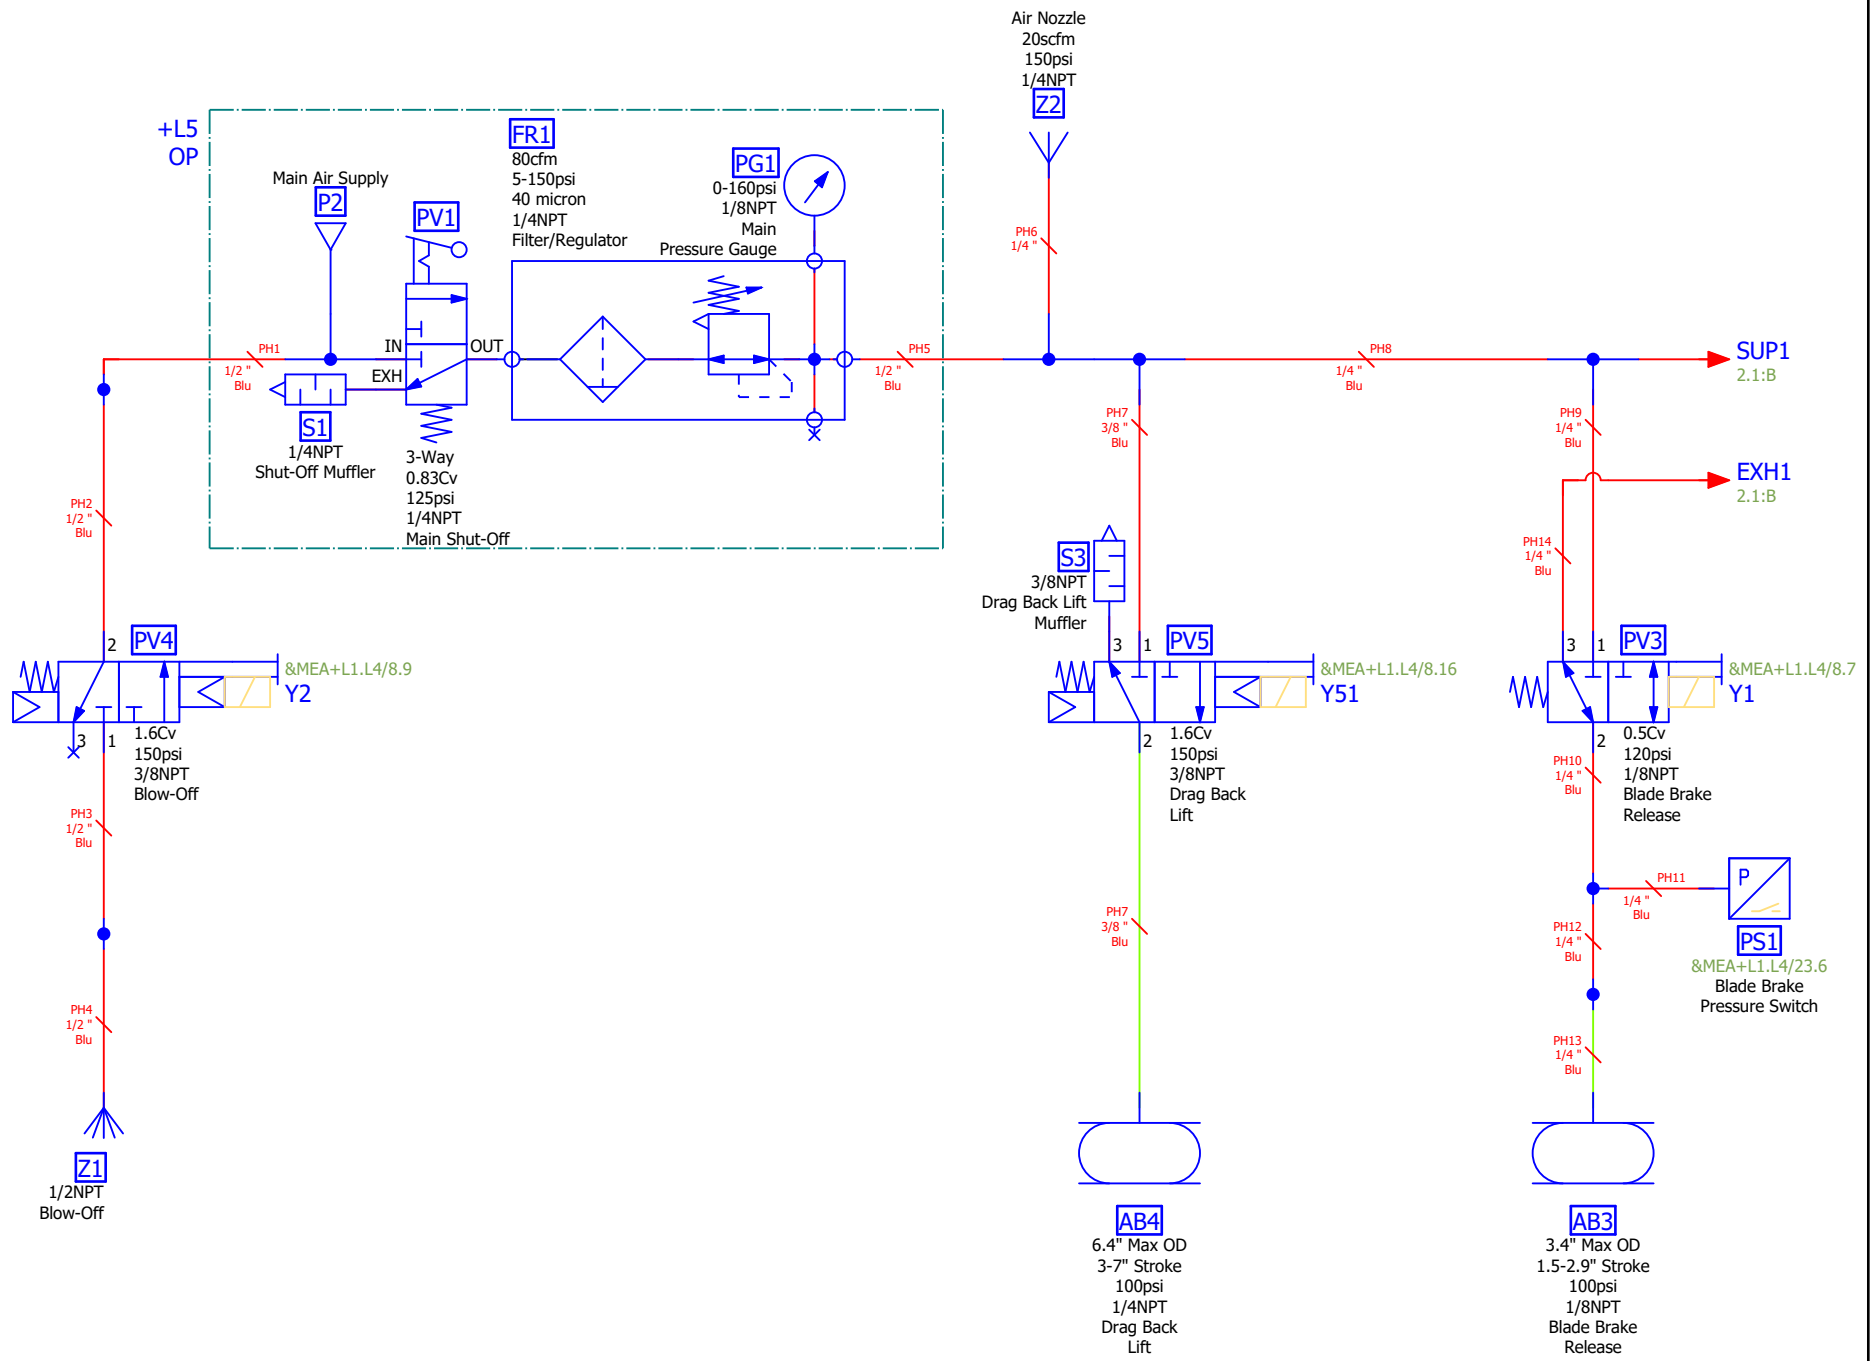 Air Nozzle
20scfm
150psi
1/4NPT
Z2
+L5
OP
Main Air Supply
P2
PV1
FR1
80cfm
5-150psi
40 micron
1/4NPT
Filter/Regulator
PG1
0-160psi
1/8NPT
Main
Pressure Gauge
PH6
1/4 "
PH1
1/2 "
Blu
IN
OUT
EXH
S1
1/4NPT
Shut-Off Muffler
3-Way
0.83Cv
125psi
1/4NPT
Main Shut-Off
PH5
1/2 "
Blu
PH8
1/4 "
Blu
SUP1
2.1:B
PH7
3/8 "
Blu
PH9
1/4 "
Blu
EXH1
2.1:B
PH2
1/2 "
Blu
PH14
1/4 "
Blu
S3
3/8NPT
Drag Back Lift
Muffler
2
PV4
&MEA+L1.L4/8.9
Y2
3
1
1.6Cv
150psi
3/8NPT
Blow-Off
3
1
PV5
&MEA+L1.L4/8.16
Y51
2
1.6Cv
150psi
3/8NPT
Drag Back
Lift
3
1
PV3
&MEA+L1.L4/8.7
Y1
2
0.5Cv
120psi
1/8NPT
Blade Brake
Release
PH10
1/4 "
Blu
PH3
1/2 "
Blu
PH11
1/4 "
Blu
P
PS1
&MEA+L1.L4/23.6
Blade Brake
Pressure Switch
PH7
3/8 "
Blu
PH12
1/4 "
Blu
PH4
1/2 "
Blu
PH13
1/4 "
Blu
Z1
1/2NPT
Blow-Off
AB4
6.4" Max OD
3-7" Stroke
100psi
1/4NPT
Drag Back
Lift
AB3
3.4" Max OD
1.5-2.9" Stroke
100psi
1/8NPT
Blade Brake
Release